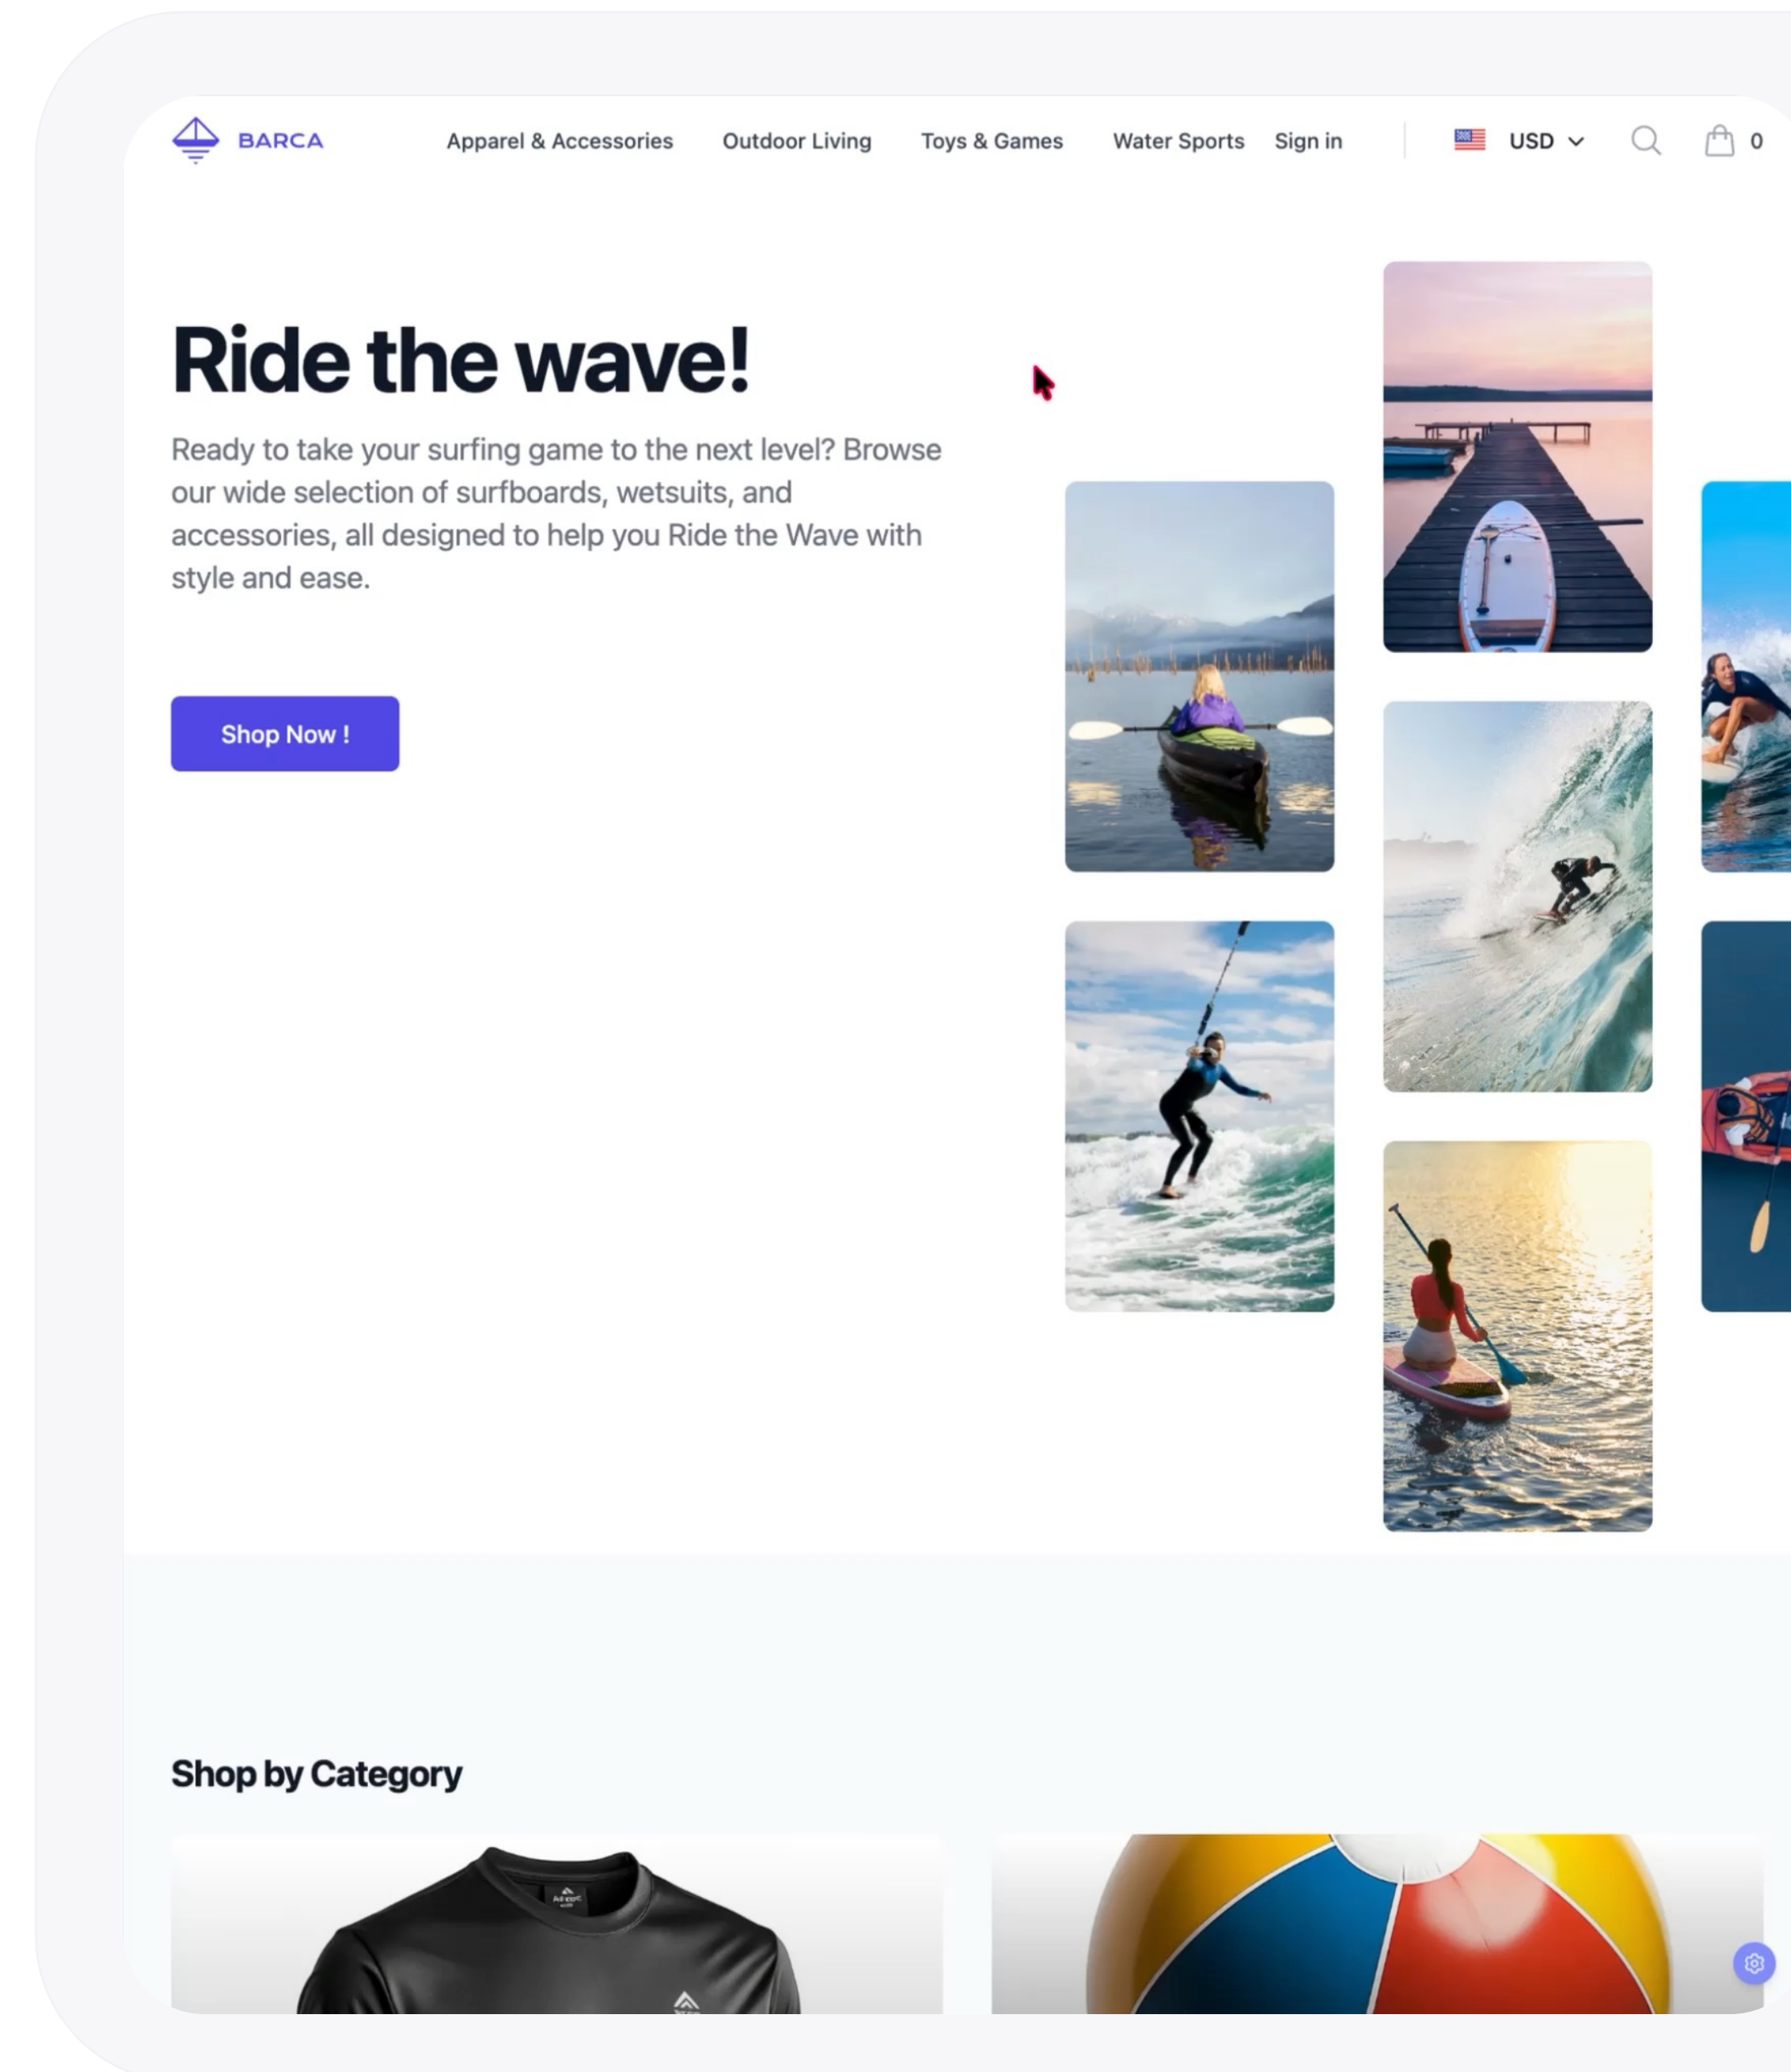 BARCA
Apparel & Accessories
Outdoor Living
Toys & Games
Water Sports
Sign in
USD
0
Ride the wave!
Ready to take your surfing game to the next level? Browse
our wide selection of surfboards, wetsuits, and
accessories, all designed to help you Ride the Wave with
style and ease.
Shop Now !
Shop by Category